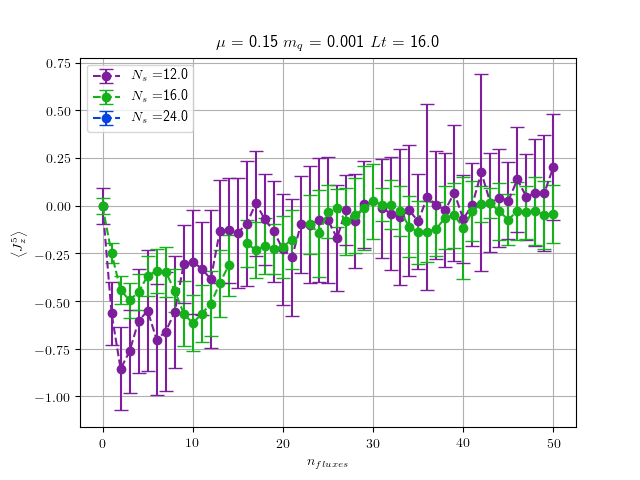 μ = 0.15 m_q = 0.001 Lt = 16.0
N_s =12.0
N_s =16.0
N_s =24.0
⟨J_z^5⟩
0.75
0.50
0.25
0.00
−0.25
−0.50
−0.75
−1.00
0 10 20 30 40 50
n_{fluxes}